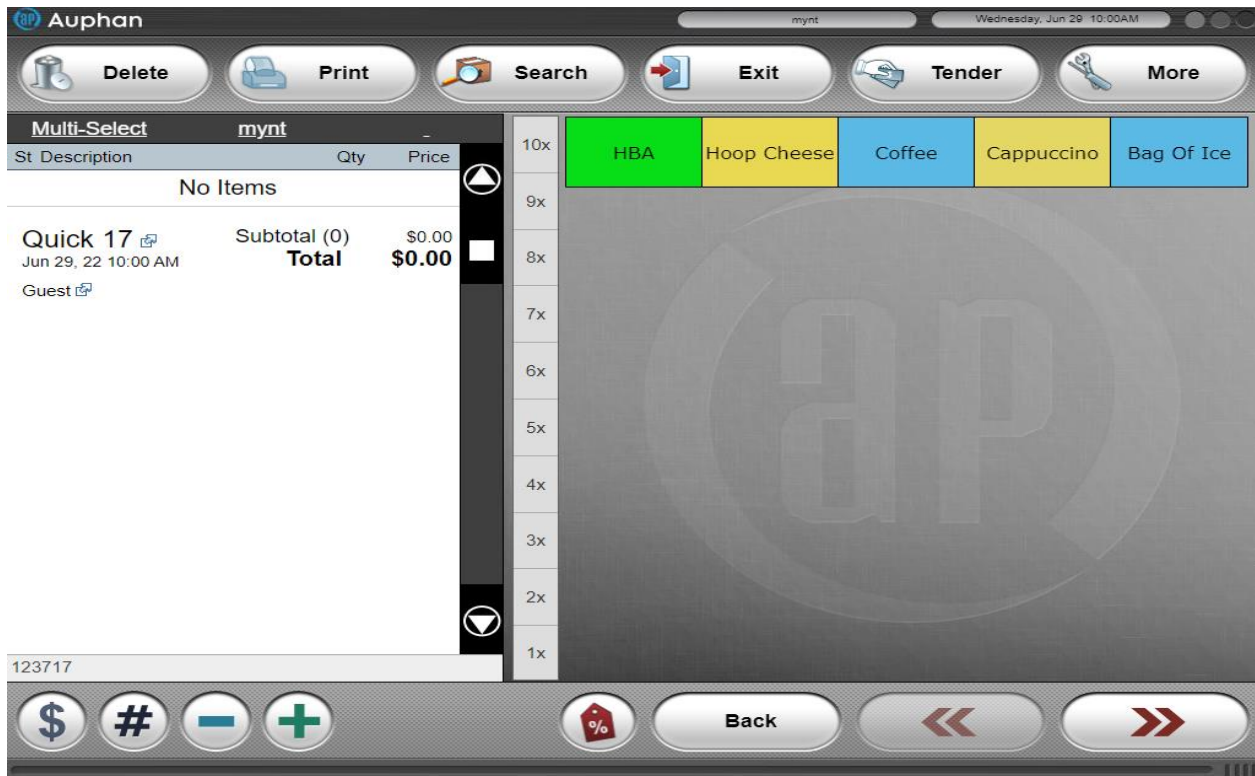 ap Auphan
mynt
Wednesday, Jun 29 10:00AM
Delete
Print
Search
Exit
Tender
More
Multi-Select mynt -
St Description Qty Price
No Items
Quick 17 Subtotal (0) $0.00
Jun 29, 22 10:00 AM Total $0.00
Guest
123717
10x
9x
8x
7x
6x
5x
4x
3x
2x
1x
HBA
Hoop Cheese
Coffee
Cappuccino
Bag Of Ice
ap
$
#
−
+
%
Back